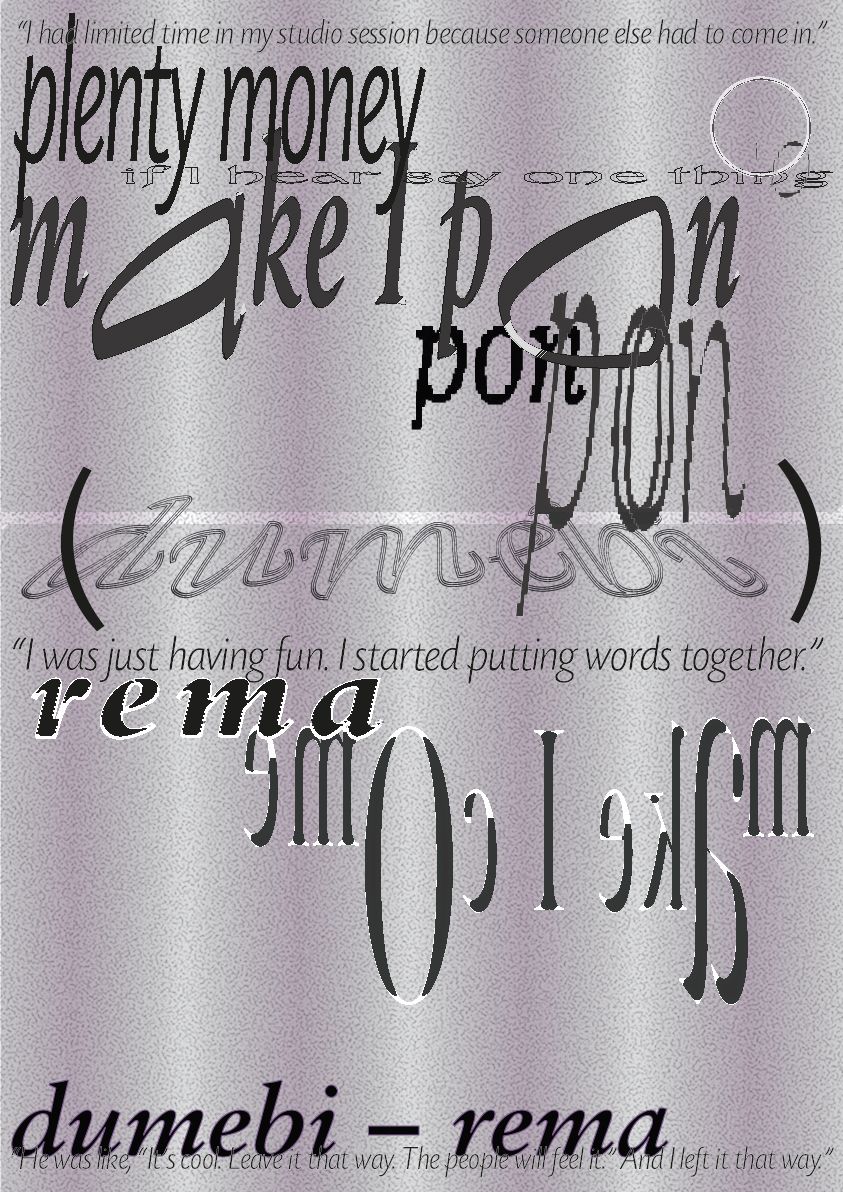 “I had limited time in my studio session because someone else had to come in.”
plenty money
if I hear say one thing
make I pan
pon
pon
(dumebi)
“I was just having fun. I started putting words together.”
rema
make I cOme
dumebi – rema
“He was like, “It’s cool. Leave it that way. The people will feel it.” And I left it that way.”